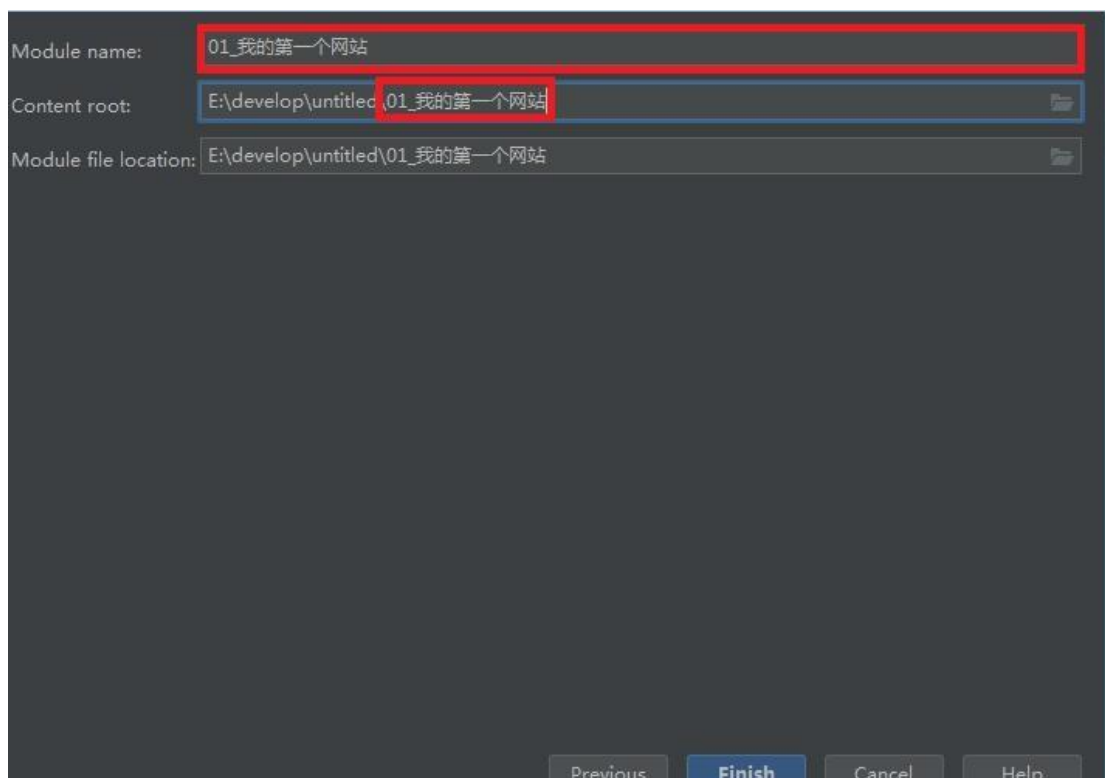 Module name: 01_我的第一个网站
Content root: E:\develop\untitled\01_我的第一个网站
Module file location: E:\develop\untitled\01_我的第一个网站
Previous Finish Cancel Help